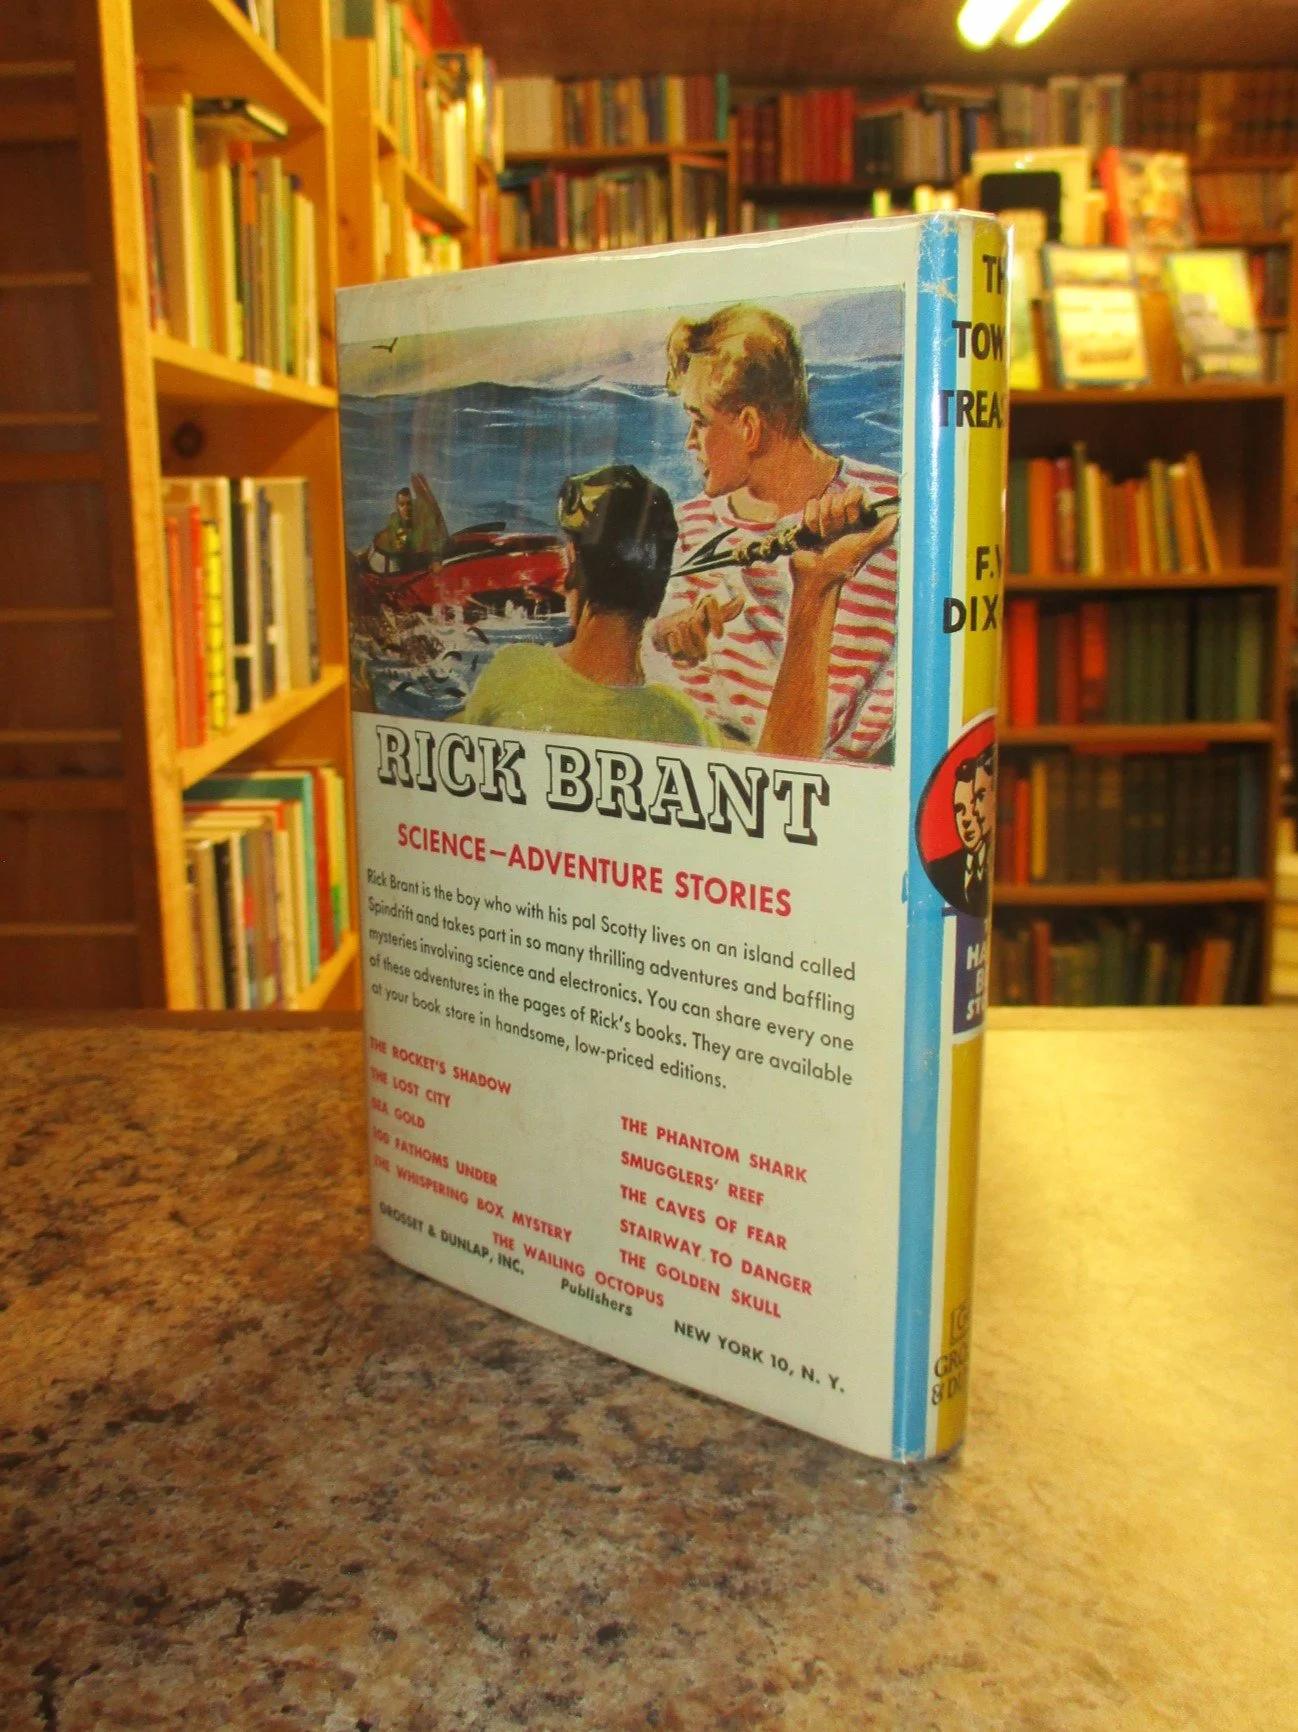 RICK BRANT
SCIENCE—ADVENTURE STORIES
Rick Brant is the boy who with his pal Scotty lives on an island called
Spindrift and takes part in so many thrilling adventures and baffling
mysteries involving science and electronics. You can share every one
of these adventures in the pages of Rick's books. They are available
at your book store in handsome, low-priced editions.
THE ROCKET'S SHADOW
THE LOST CITY
SEA GOLD
100 FATHOMS UNDER
THE WHISPERING BOX MYSTERY
THE PHANTOM SHARK
SMUGGLERS' REEF
THE CAVES OF FEAR
STAIRWAY TO DANGER
THE GOLDEN SKULL
THE WAILING OCTOPUS
GROSSET & DUNLAP, INC.
Publishers
NEW YORK 10, N. Y.
TH
TOW
TREAS
F.
DIX
HA
ST
GRO
& D